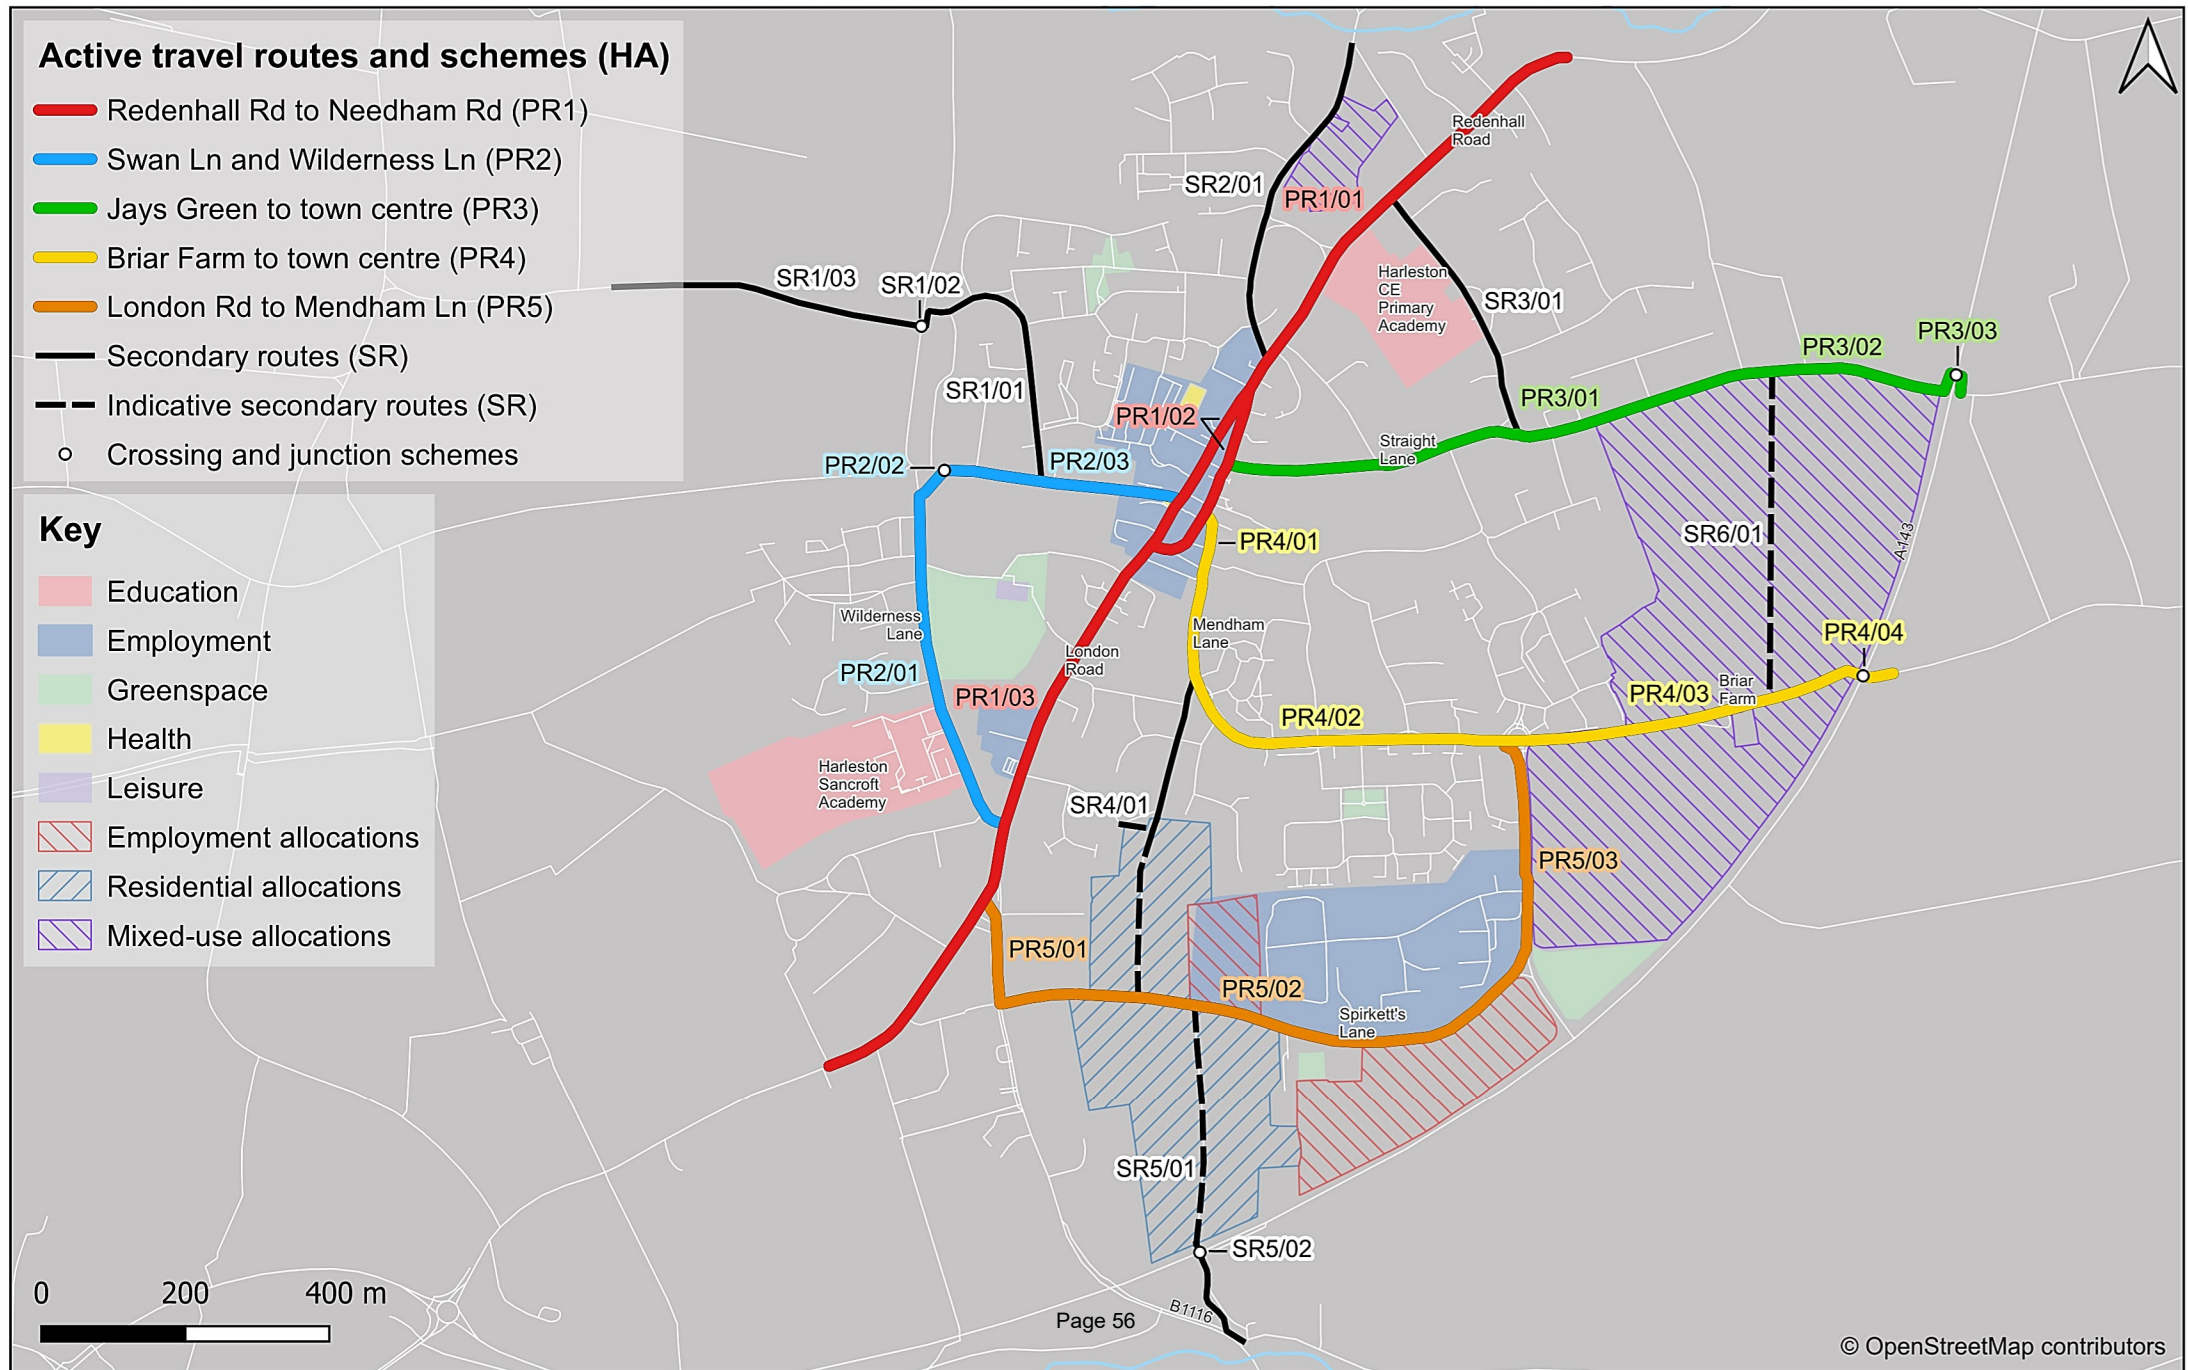 Active travel routes and schemes (HA)
Redenhall Rd to Needham Rd (PR1)
Swan Ln and Wilderness Ln (PR2)
Jays Green to town centre (PR3)
Briar Farm to town centre (PR4)
London Rd to Mendham Ln (PR5)
Secondary routes (SR)
Indicative secondary routes (SR)
Crossing and junction schemes
Key
Education
Employment
Greenspace
Health
Leisure
Employment allocations
Residential allocations
Mixed-use allocations
Redenhall
Road
SR2/01
PR1/01
SR1/03
SR1/02
Harleston
CE
Primary
Academy
SR3/01
PR3/03
PR3/02
SR1/01
PR3/01
PR1/02
Straight
Lane
PR2/02
PR2/03
SR6/01
A143
PR4/01
Wilderness
Lane
Mendham
Lane
PR4/04
London
Road
PR2/01
PR1/03
Briar
Farm
PR4/03
PR4/02
Harleston
Sancroft
Academy
SR4/01
PR5/03
PR5/01
PR5/02
Spirkett's
Lane
SR5/01
SR5/02
0 200 400 m
B1116
Page 56
© OpenStreetMap contributors